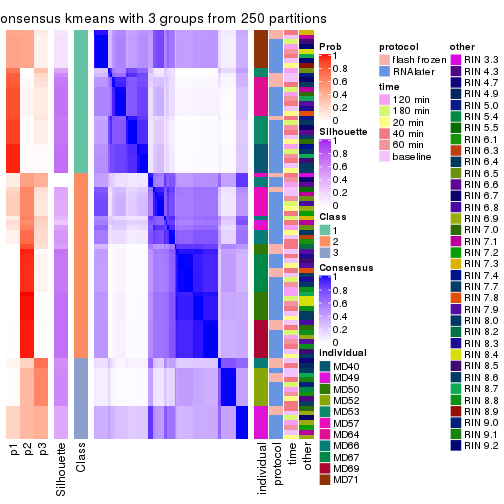 onsensus kmeans with 3 groups from 250 partitions
Prob
1
0.8
0.6
0.4
0.2
0
Silhouette
1
0.8
0.6
0.4
0.2
0
Class
1
2
3
Consensus
1
0.8
0.6
0.4
0.2
0
individual
MD40
MD49
MD50
MD52
MD53
MD57
MD64
MD66
MD67
MD69
MD71
protocol
flash frozen
RNAlater
time
120 min
180 min
20 min
40 min
60 min
baseline
other
RIN 3.3
RIN 4.3
RIN 4.7
RIN 4.9
RIN 5.0
RIN 5.4
RIN 5.5
RIN 6.1
RIN 6.3
RIN 6.4
RIN 6.5
RIN 6.6
RIN 6.7
RIN 6.8
RIN 6.9
RIN 7.0
RIN 7.1
RIN 7.2
RIN 7.3
RIN 7.4
RIN 7.7
RIN 7.8
RIN 7.9
RIN 8.0
RIN 8.2
RIN 8.3
RIN 8.4
RIN 8.5
RIN 8.6
RIN 8.7
RIN 8.8
RIN 8.9
RIN 9.0
RIN 9.1
RIN 9.2
p1
p2
p3
Silhouette
Class
individual
protocol
time
other